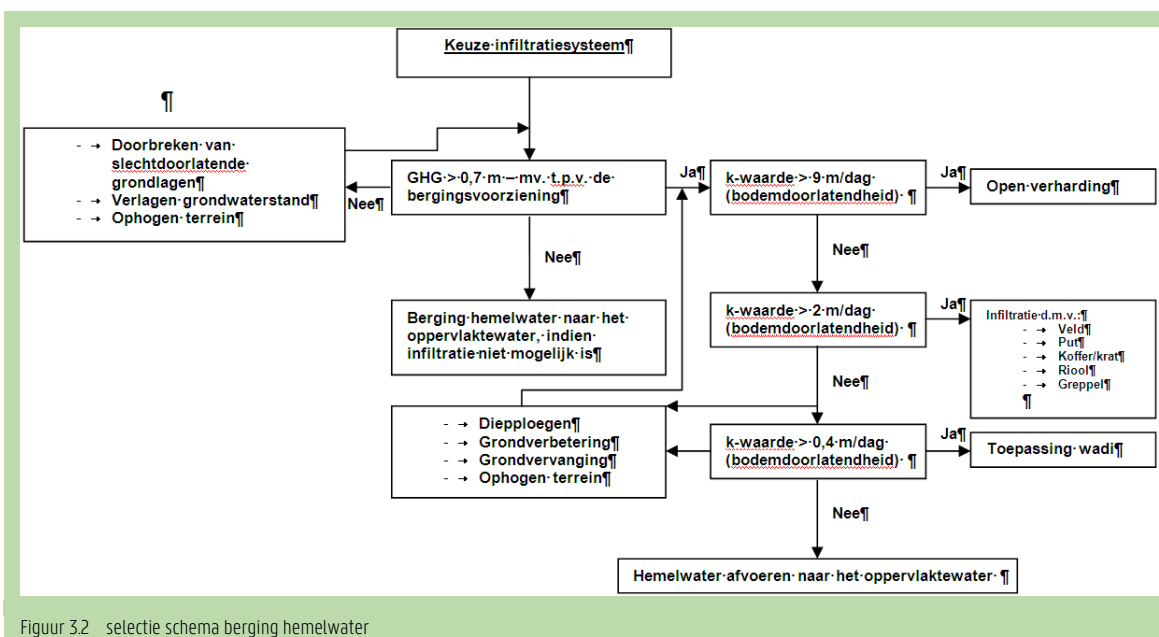 Keuze·infiltratiesysteem¶
¶
- → Doorbreken·van·
slechtdoorlatende·
grondlagen¶
- → Verlagen·grondwaterstand¶
- → Ophogen·terrein¶
Nee¶
GHG·>·0,7·m·–·mv.·t.p.v.·de·
bergingsvoorziening¶
Ja¶
k-waarde·>·9·m/dag·
(bodemdoorlatendheid)·¶
Ja¶
Open·verharding¶
Nee¶
Nee¶
Berging·hemelwater·naar·het·
oppervlaktewater,·indien·
infiltratie·niet·mogelijk·is¶
k-waarde·>·2·m/dag·
(bodemdoorlatendheid)·¶
Ja¶
Infiltratie·d.m.v.:¶
- → Veld¶
- → Put¶
- → Koffer/krat¶
- → Riool¶
- → Greppel¶
¶
Nee¶
- → Diepploegen¶
- → Grondverbetering¶
- → Grondvervanging¶
- → Ophogen·terrein¶
k-waarde·>·0,4·m/dag·
(bodemdoorlatendheid)·¶
Ja¶
Toepassing·wadi¶
Nee¶
Hemelwater·afvoeren·naar·het·oppervlaktewater·¶
Figuur 3.2 selectie schema berging hemelwater